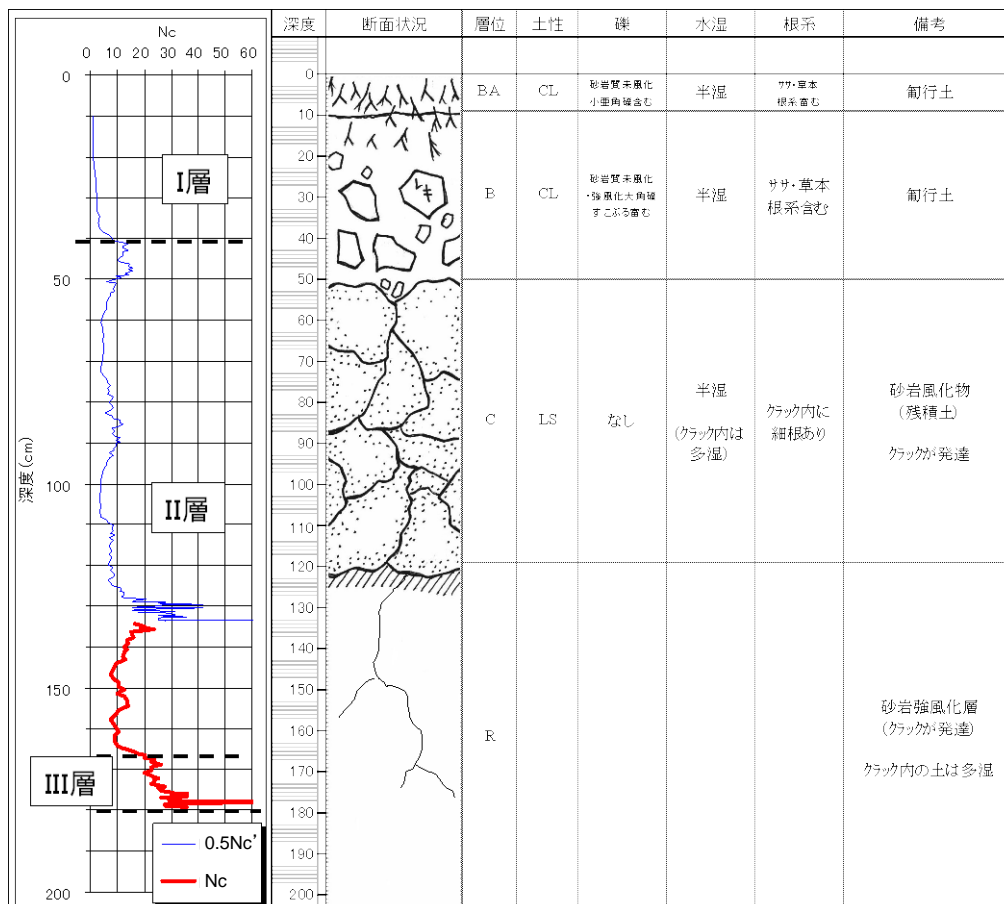 Nc
0 10 20 30 40 50 60
0
50
100
150
200
深度(cm)
I層
II層
III層
0.5Nc'
Nc
深度 断面状況 層位 土性 礫 水湿 根系 備考
0
10
20
30
40
50
60
70
80
90
100
110
120
130
140
150
160
170
180
190
200
BA
CL
砂岩質未風化
小亜角礫含む
半湿
ササ・草本
根系富む
匍行土
B
CL
砂岩質未風化
・強風化大角礫
すこぶる富む
半湿
ササ・草本
根系含む
匍行土
C
LS
なし
半湿
(クラック内は
多湿)
クラック内に
細根あり
砂岩風化物
(残積土)
クラックが発達
R
砂岩強風化層
(クラックが発達)
クラック内の土は多湿